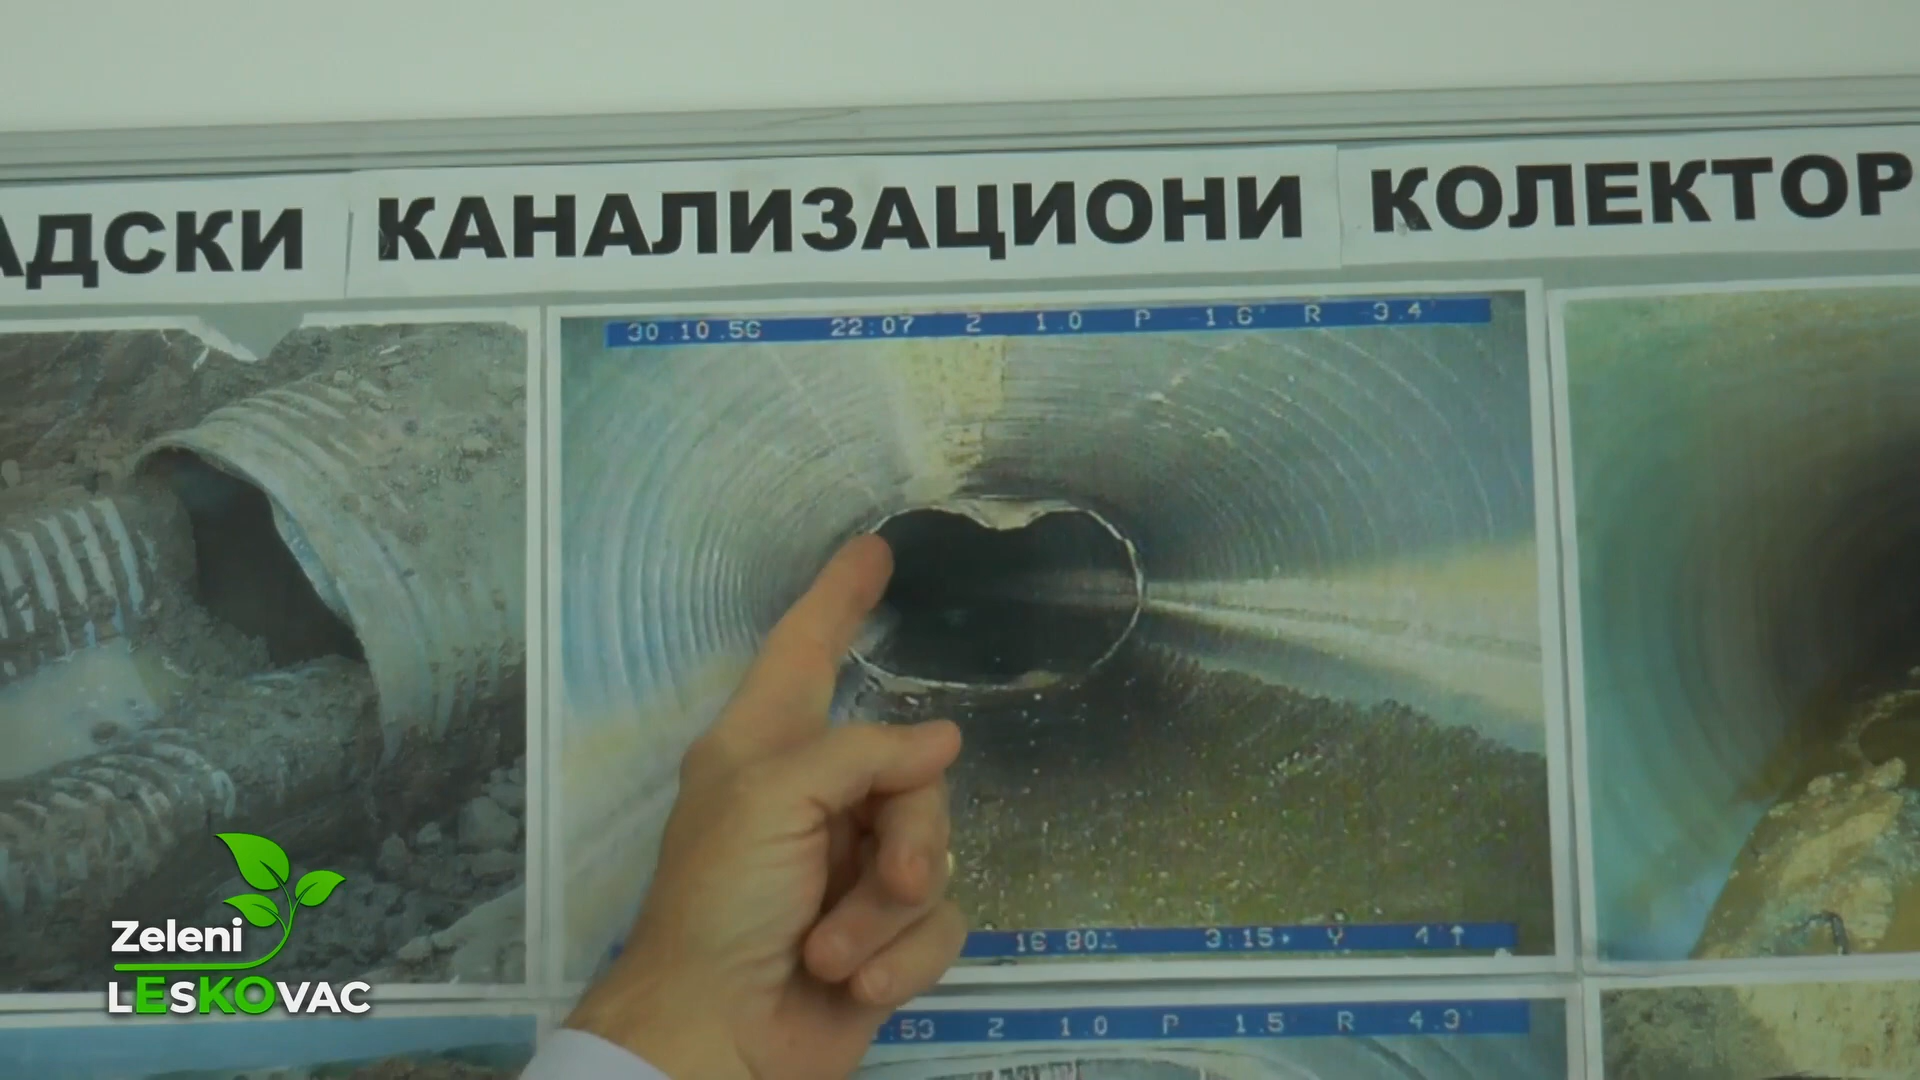 АДСКИ КАНАЛИЗАЦИОНИ КОЛЕКТОР
30.10.56 22:07 Z 1.0 P -1.6° R -3.4°
16.80 3:15 Y 4↑
:53 Z 1.0 P 1.5° R 4.3°
Zeleni
LESKOVAC